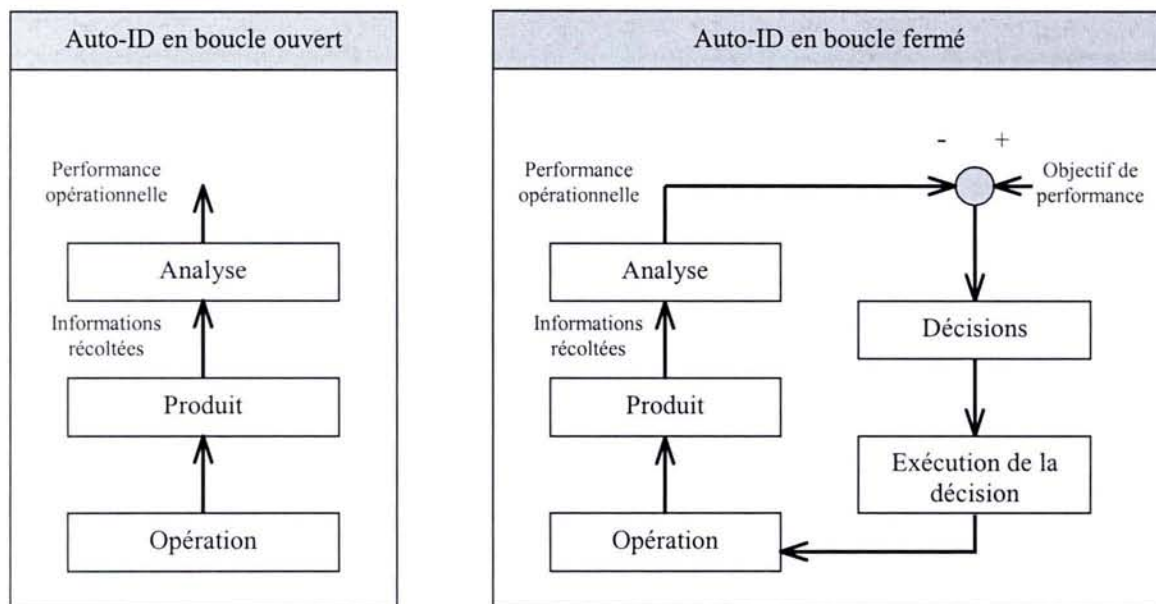 Auto-ID en boucle ouvert
Performance
opérationnelle
Analyse
Informations
récoltées
Produit
Opération
Auto-ID en boucle fermé
- +
Performance
opérationnelle
Objectif de
performance
Analyse
Informations
récoltées
Décisions
Produit
Exécution de la
décision
Opération